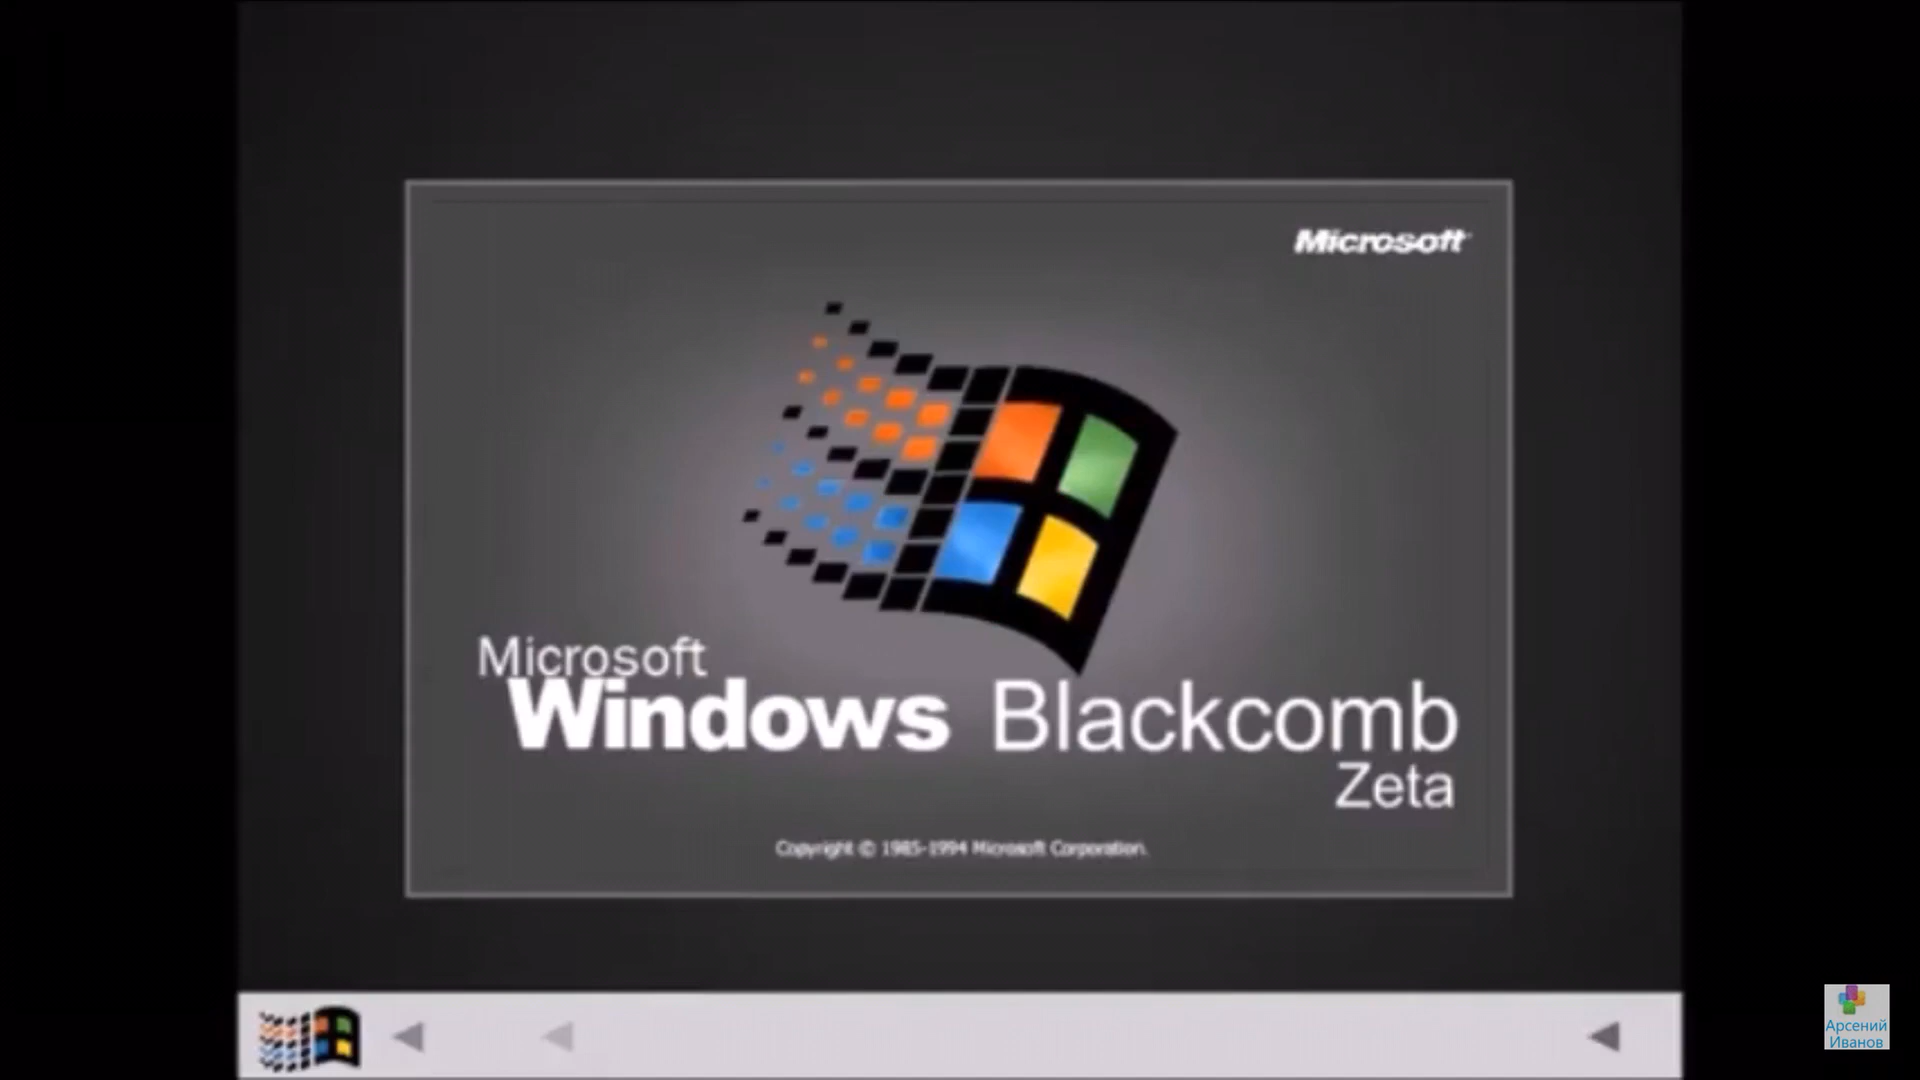 Microsoft
Microsoft
Windows Blackcomb
Zeta
Copyright © 1985-1994 Microsoft Corporation.
Арсений
Иванов